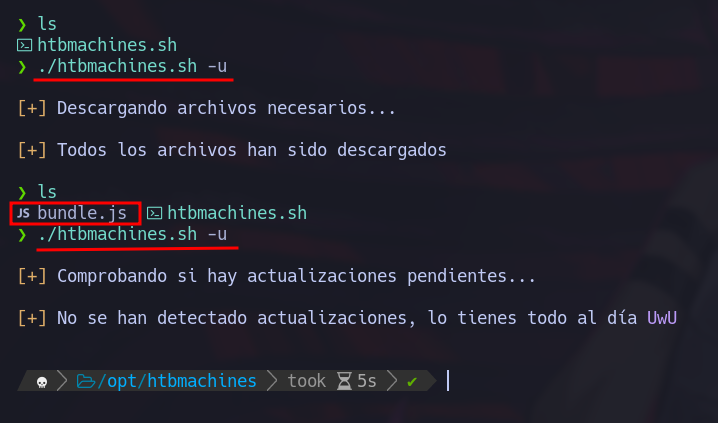 ❯ ls
htbmachines.sh
❯ ./htbmachines.sh -u
[+] Descargando archivos necesarios...
[+] Todos los archivos han sido descargados
❯ ls
JS bundle.js htbmachines.sh
❯ ./htbmachines.sh -u
[+] Comprobando si hay actualizaciones pendientes...
[+] No se han detectado actualizaciones, lo tienes todo al día UwU
/opt/htbmachines took 5s ✔